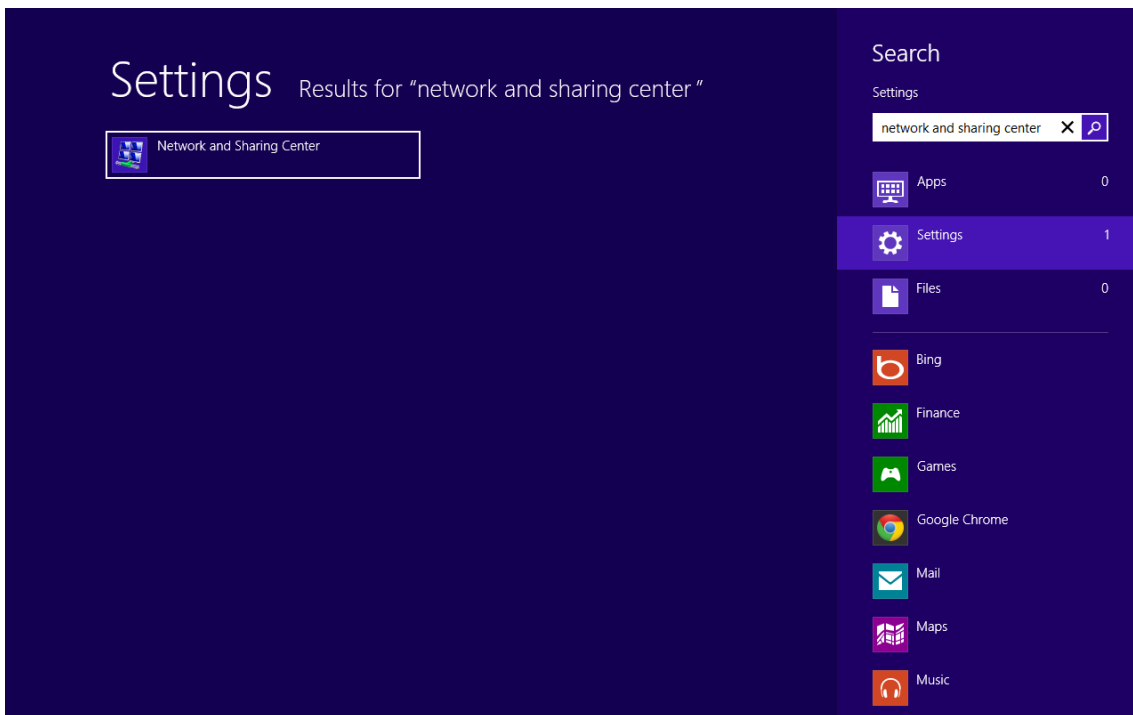 Settings Results for “network and sharing center ”
Network and Sharing Center
Search
Settings
network and sharing center
Apps 0
Settings 1
Files 0
Bing
Finance
Games
Google Chrome
Mail
Maps
Music